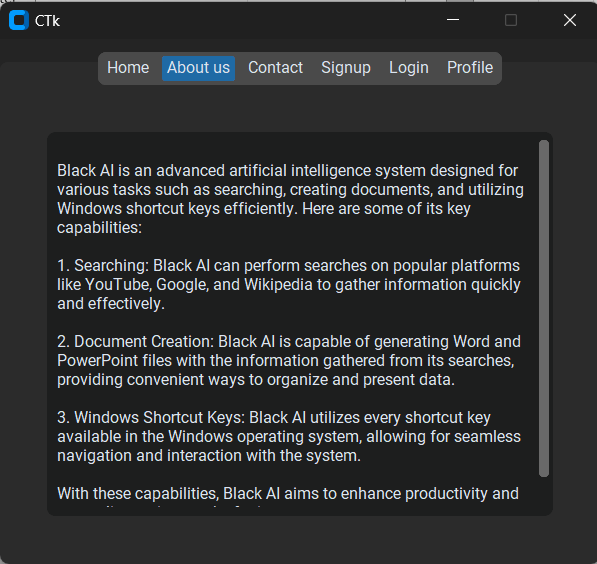 CTk
Home About us Contact Signup Login Profile
Black AI is an advanced artificial intelligence system designed for
various tasks such as searching, creating documents, and utilizing
Windows shortcut keys efficiently. Here are some of its key
capabilities:
1. Searching: Black AI can perform searches on popular platforms
like YouTube, Google, and Wikipedia to gather information quickly
and effectively.
2. Document Creation: Black AI is capable of generating Word and
PowerPoint files with the information gathered from its searches,
providing convenient ways to organize and present data.
3. Windows Shortcut Keys: Black AI utilizes every shortcut key
available in the Windows operating system, allowing for seamless
navigation and interaction with the system.
With these capabilities, Black AI aims to enhance productivity and